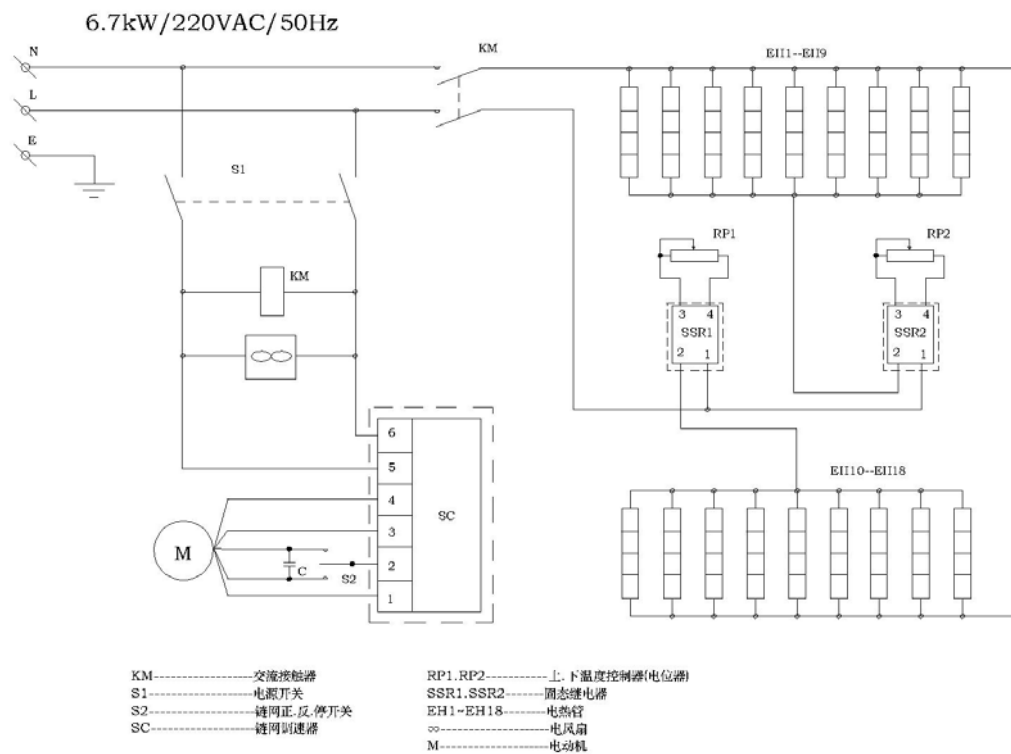 6.7kW/220VAC/50Hz
N
KM
EH1--EH9
L
E
S1
RP1
RP2
KM
3 4
SSR1
2 1
3 4
SSR2
2 1
6
5
EH10--EH18
4
SC
3
M
2
C
S2
1
KM----------------交流接触器
S1----------------电源开关
S2----------------链网正.反.停开关
SC----------------链网调速器
RP1.RP2--------------上.下温度控制器(电位器)
SSR1.SSR2-------固态继电器
EH1~EH18-------电热管
∞-------------------电风扇
M-------------------电动机